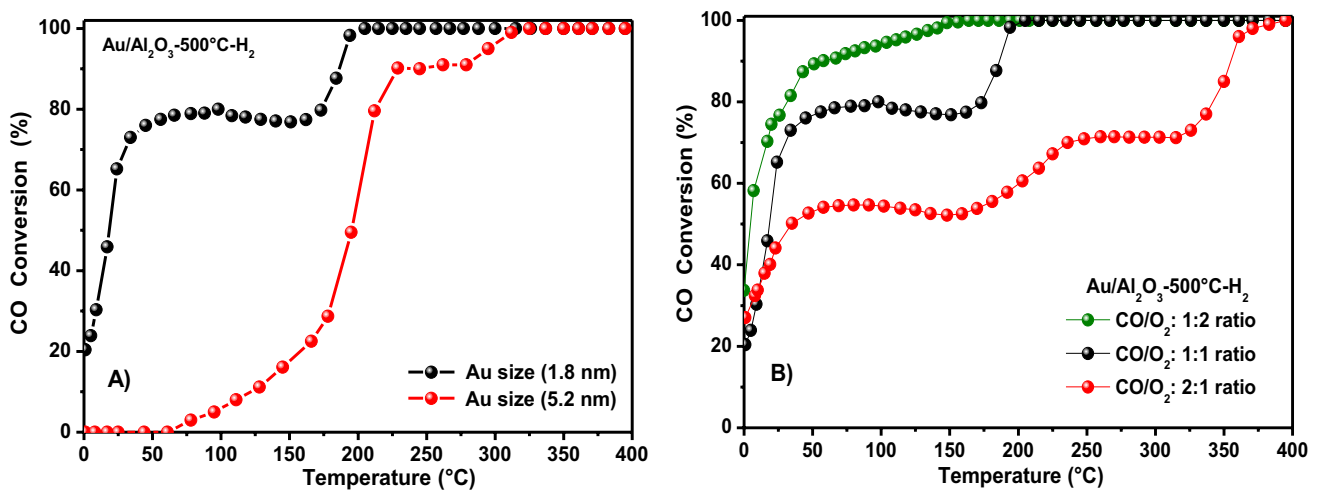 100
80
60
40
20
0
CO Conversion (%)
Au/Al₂O₃-500°C-H₂
A)
Au size (1.8 nm)
Au size (5.2 nm)
0 50 100 150 200 250 300 350 400
Temperature (°C)
100
80
60
40
20
0
CO Conversion (%)
Au/Al₂O₃-500°C-H₂
CO/O₂: 1:2 ratio
CO/O₂: 1:1 ratio
CO/O₂: 2:1 ratio
B)
0 50 100 150 200 250 300 350 400
Temperature (°C)